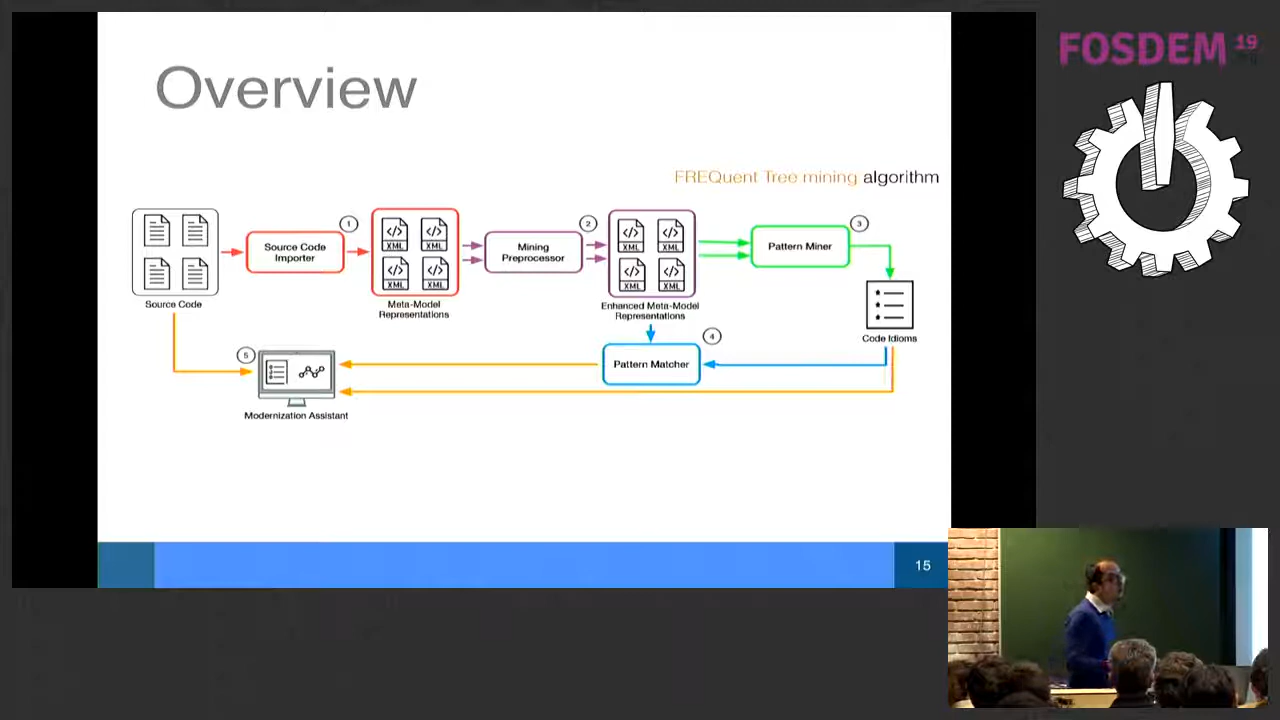 Overview
FOSDEM 19
FREQuent Tree mining algorithm
1
2
3
Source Code
Importer
XML
XML
XML
XML
Mining
Preprocessor
XML
XML
XML
XML
Pattern Miner
Source Code
Meta-Model
Representations
Enhanced Meta-Model
Representations
Code Idioms
4
5
Pattern Matcher
Modernization Assistant
15